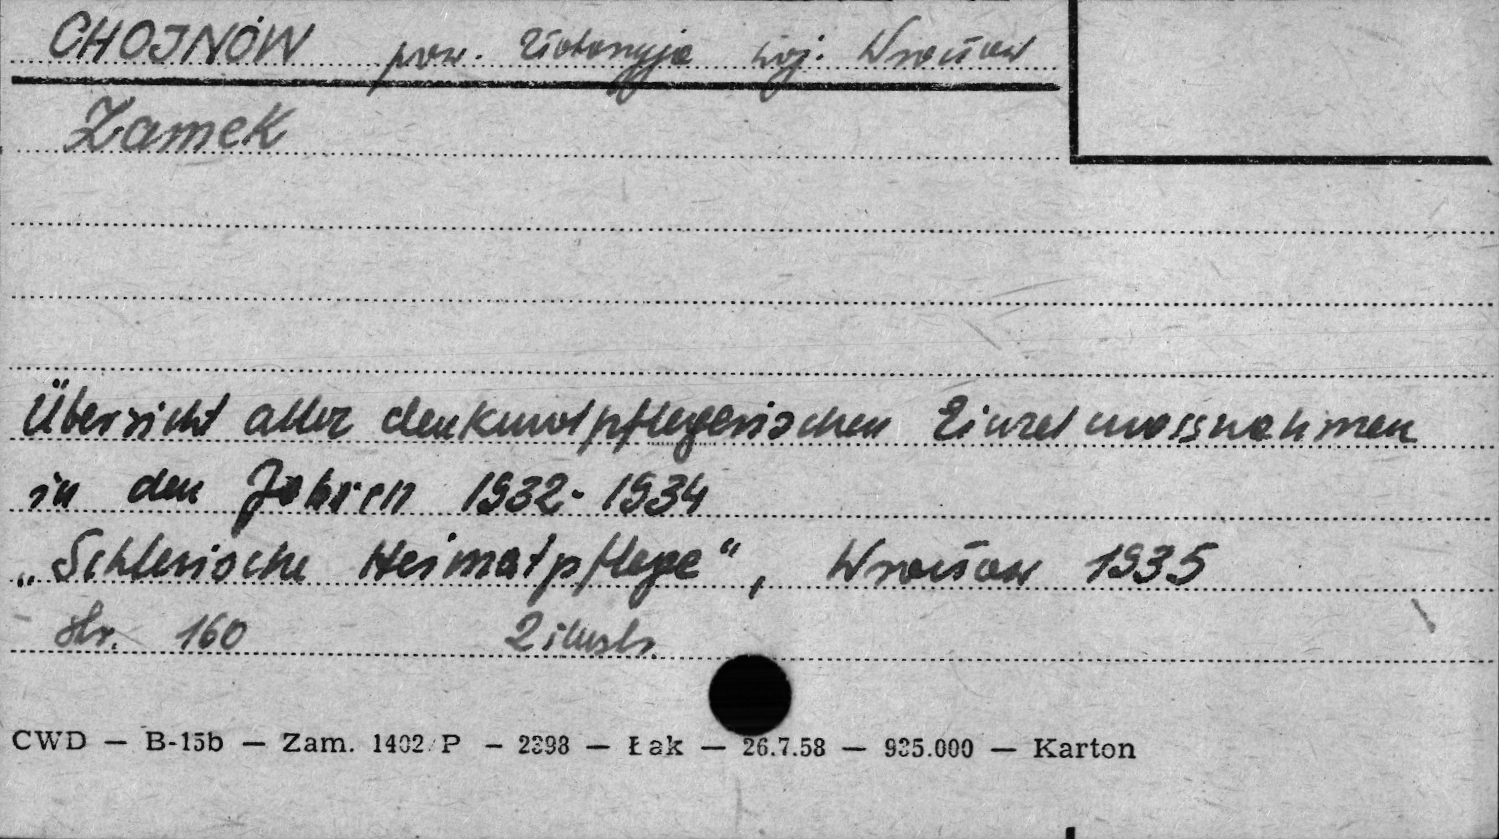 CHOJNÓW pow. Złotoryja woj. Wrocław
Zamek
Übersicht aller denkmalpflegerischen Einzelmassnahmen
in den Jahren 1932-1934
„Schlesische Heimatpflege", Wrocław 1935
str. 160 2 ilustr.
CWD — B-15b — Zam. 1402/P — 2398 — Łak — 26.7.58 — 935.000 — Karton